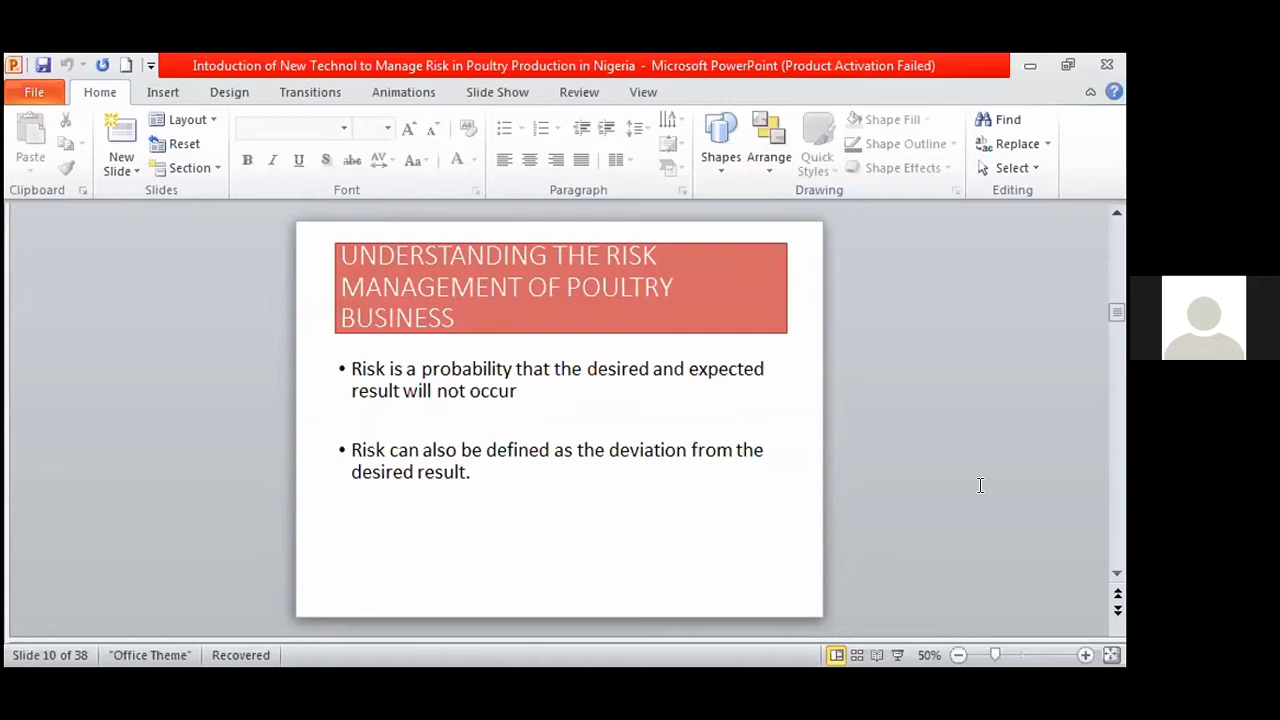 Intoduction of New Technol to Manage Risk in Poultry Production in Nigeria - Microsoft PowerPoint (Product Activation Failed)
File Home Insert Design Transitions Animations Slide Show Review View
Paste
Clipboard
New Slide
Layout
Reset
Section
Slides
B I U S abc AV Aa A
Font
Paragraph
Shapes
Arrange
Quick Styles
Shape Fill
Shape Outline
Shape Effects
Drawing
Find
Replace
Select
Editing
UNDERSTANDING THE RISK
MANAGEMENT OF POULTRY
BUSINESS
• Risk is a probability that the desired and expected
result will not occur
• Risk can also be defined as the deviation from the
desired result.
Slide 10 of 38 "Office Theme" Recovered 50%